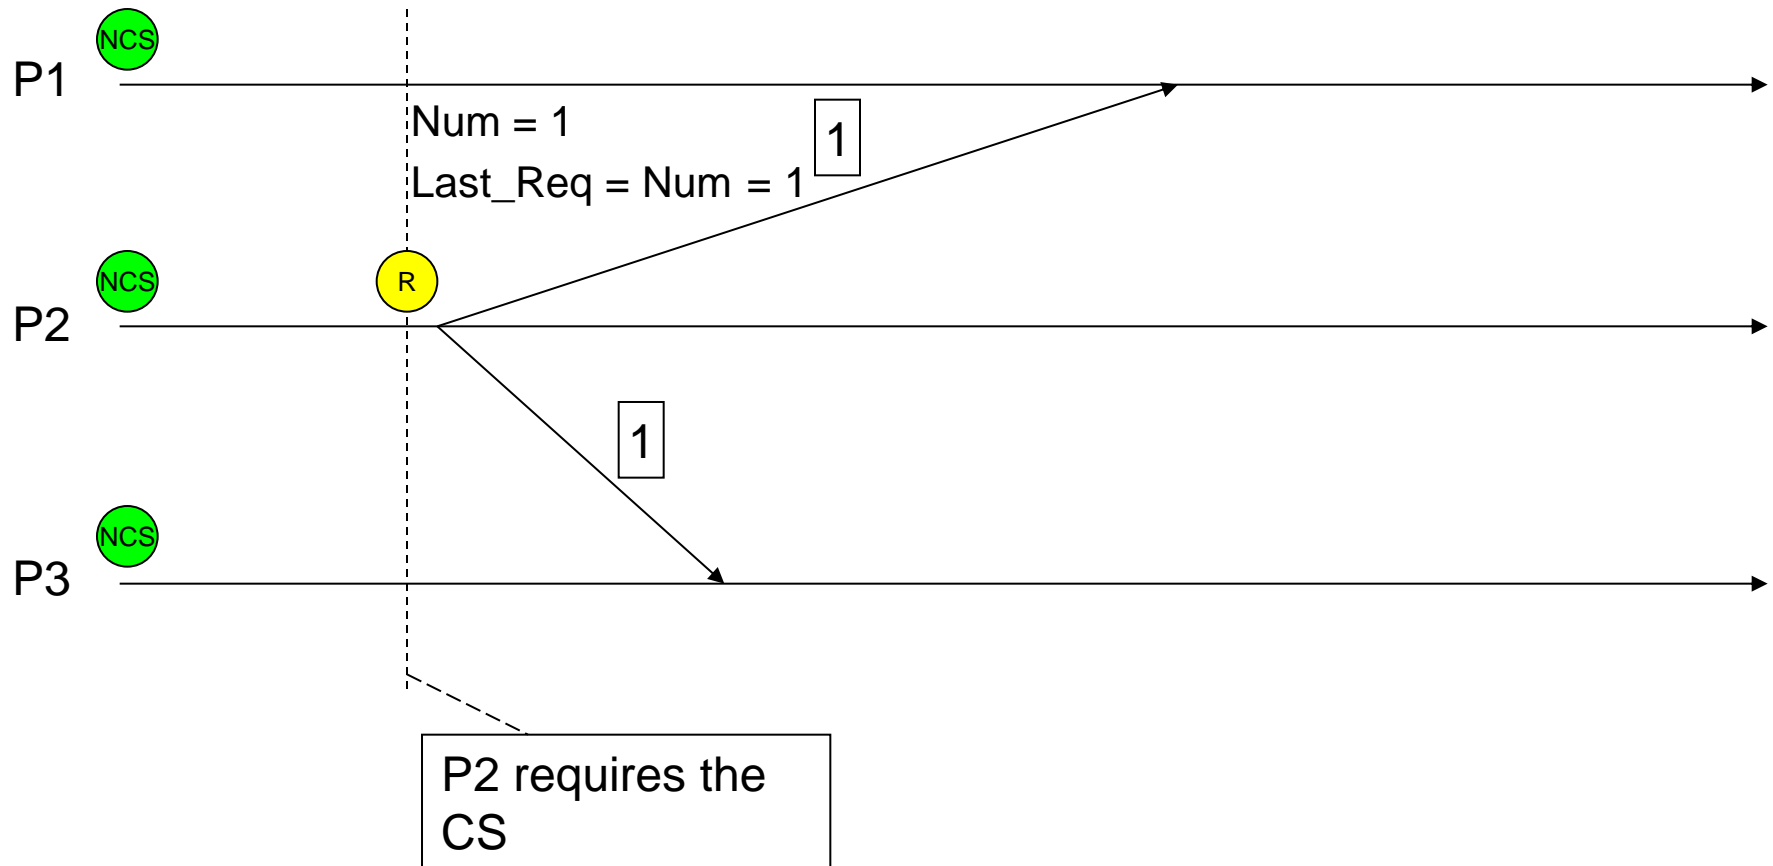 NCS
P1
Num = 1
1
Last_Req = Num = 1
NCS
R
P2
1
NCS
P3
P2 requires the
CS